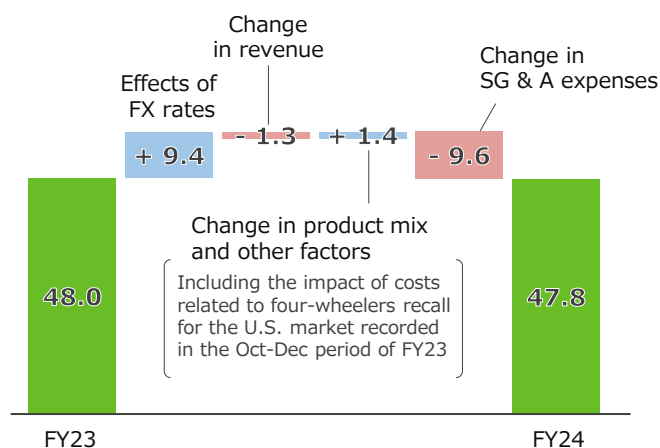 Change
in revenue
Change in
SG & A expenses
Effects of
FX rates
+ 9.4
- 1.3
+ 1.4
- 9.6
Change in product mix
and other factors
Including the impact of costs
related to four-wheelers recall
for the U.S. market recorded
in the Oct-Dec period of FY23
48.0
47.8
FY23
FY24